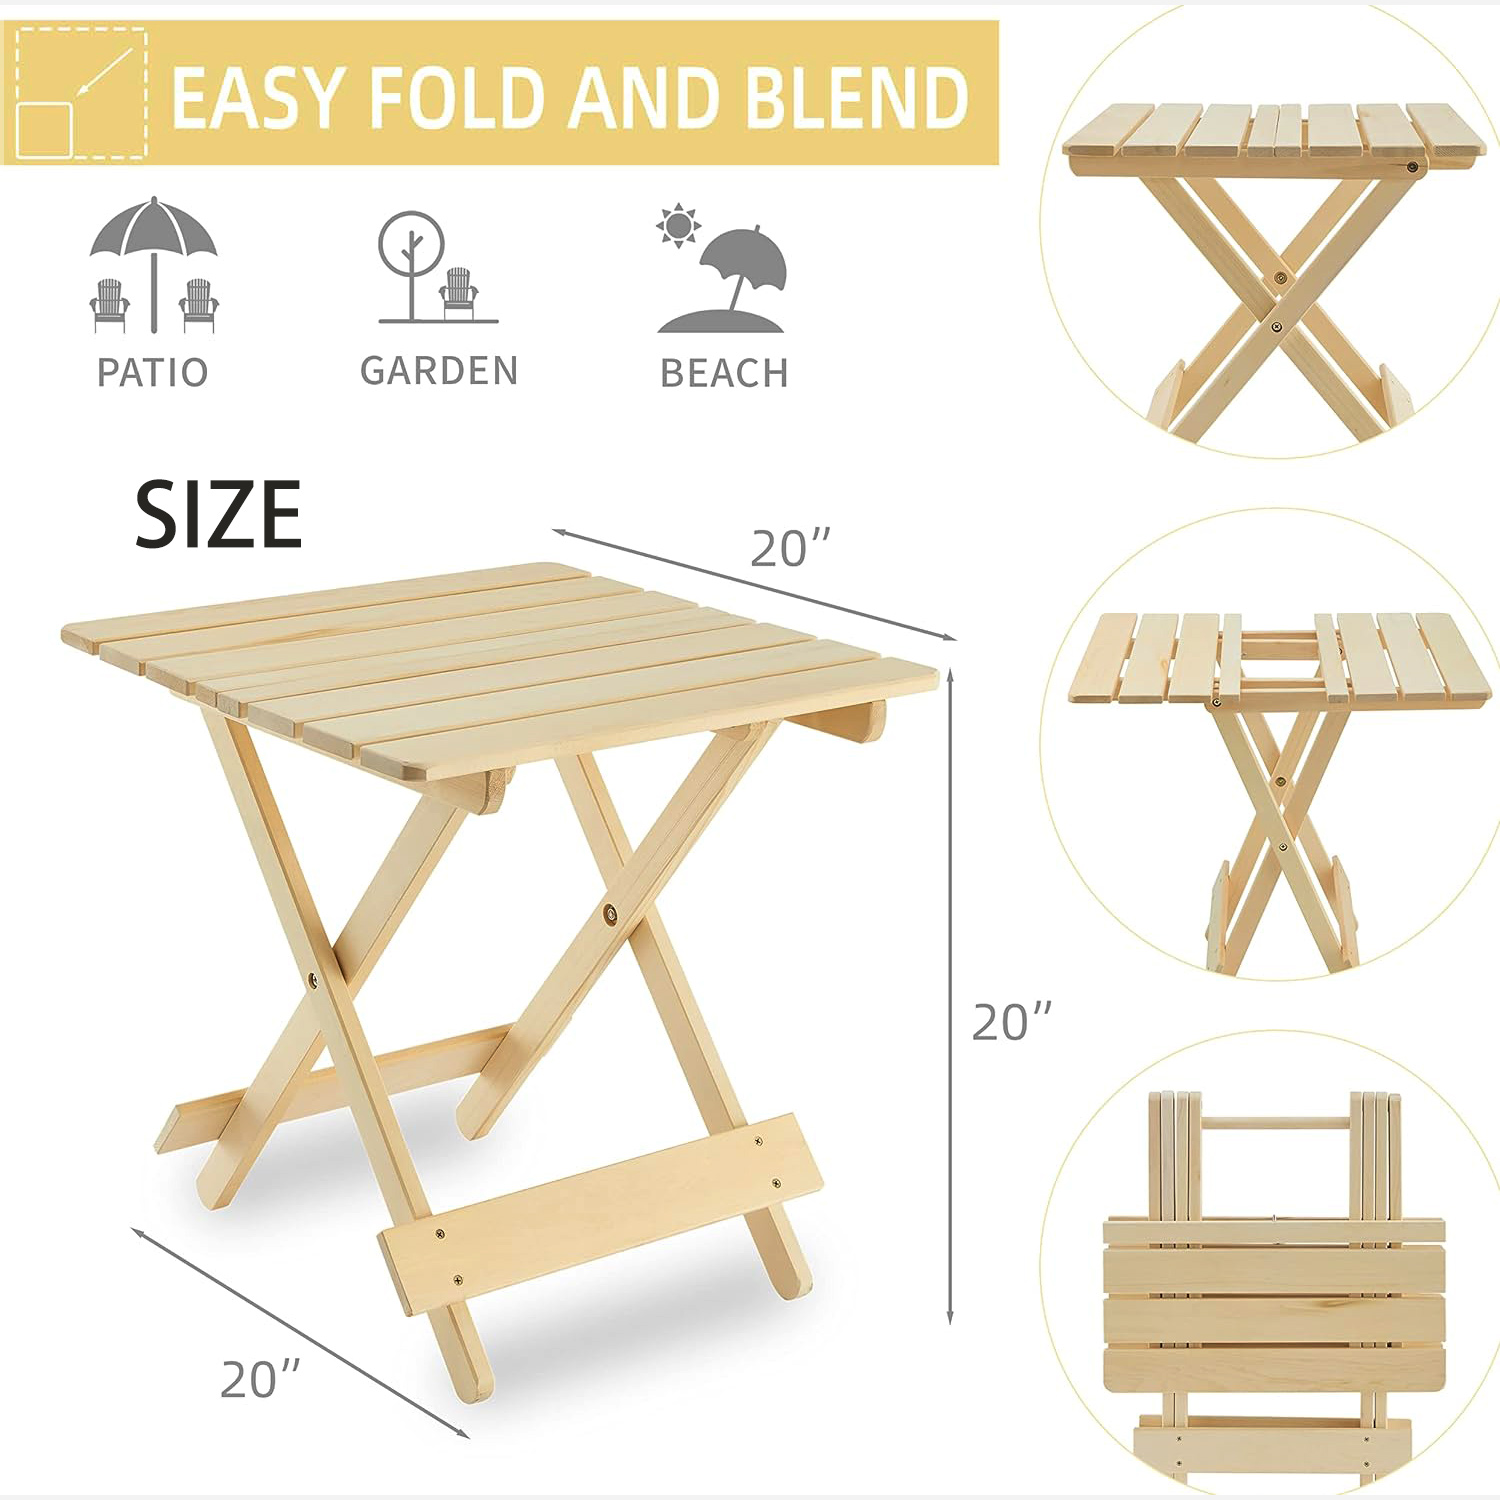 EASY FOLD AND BLEND
PATIO
GARDEN
BEACH
SIZE
20”
20”
20”